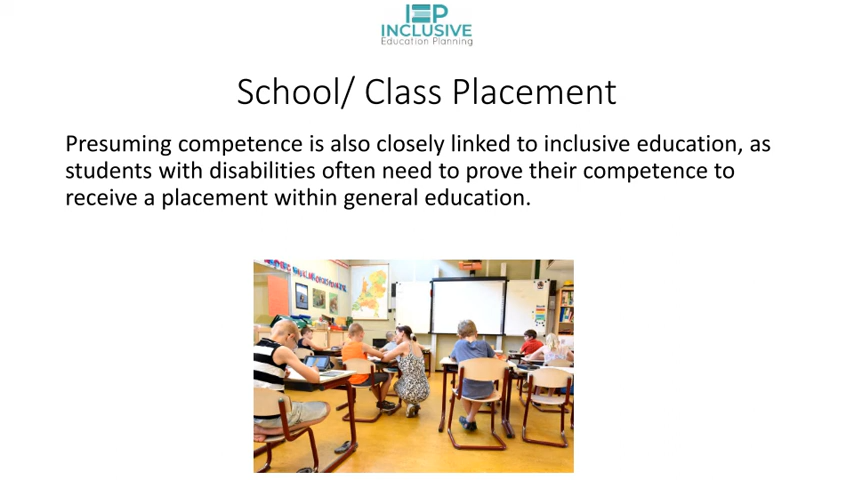 IEP
INCLUSIVE
Education Planning
School/ Class Placement
Presuming competence is also closely linked to inclusive education, as
students with disabilities often need to prove their competence to
receive a placement within general education.